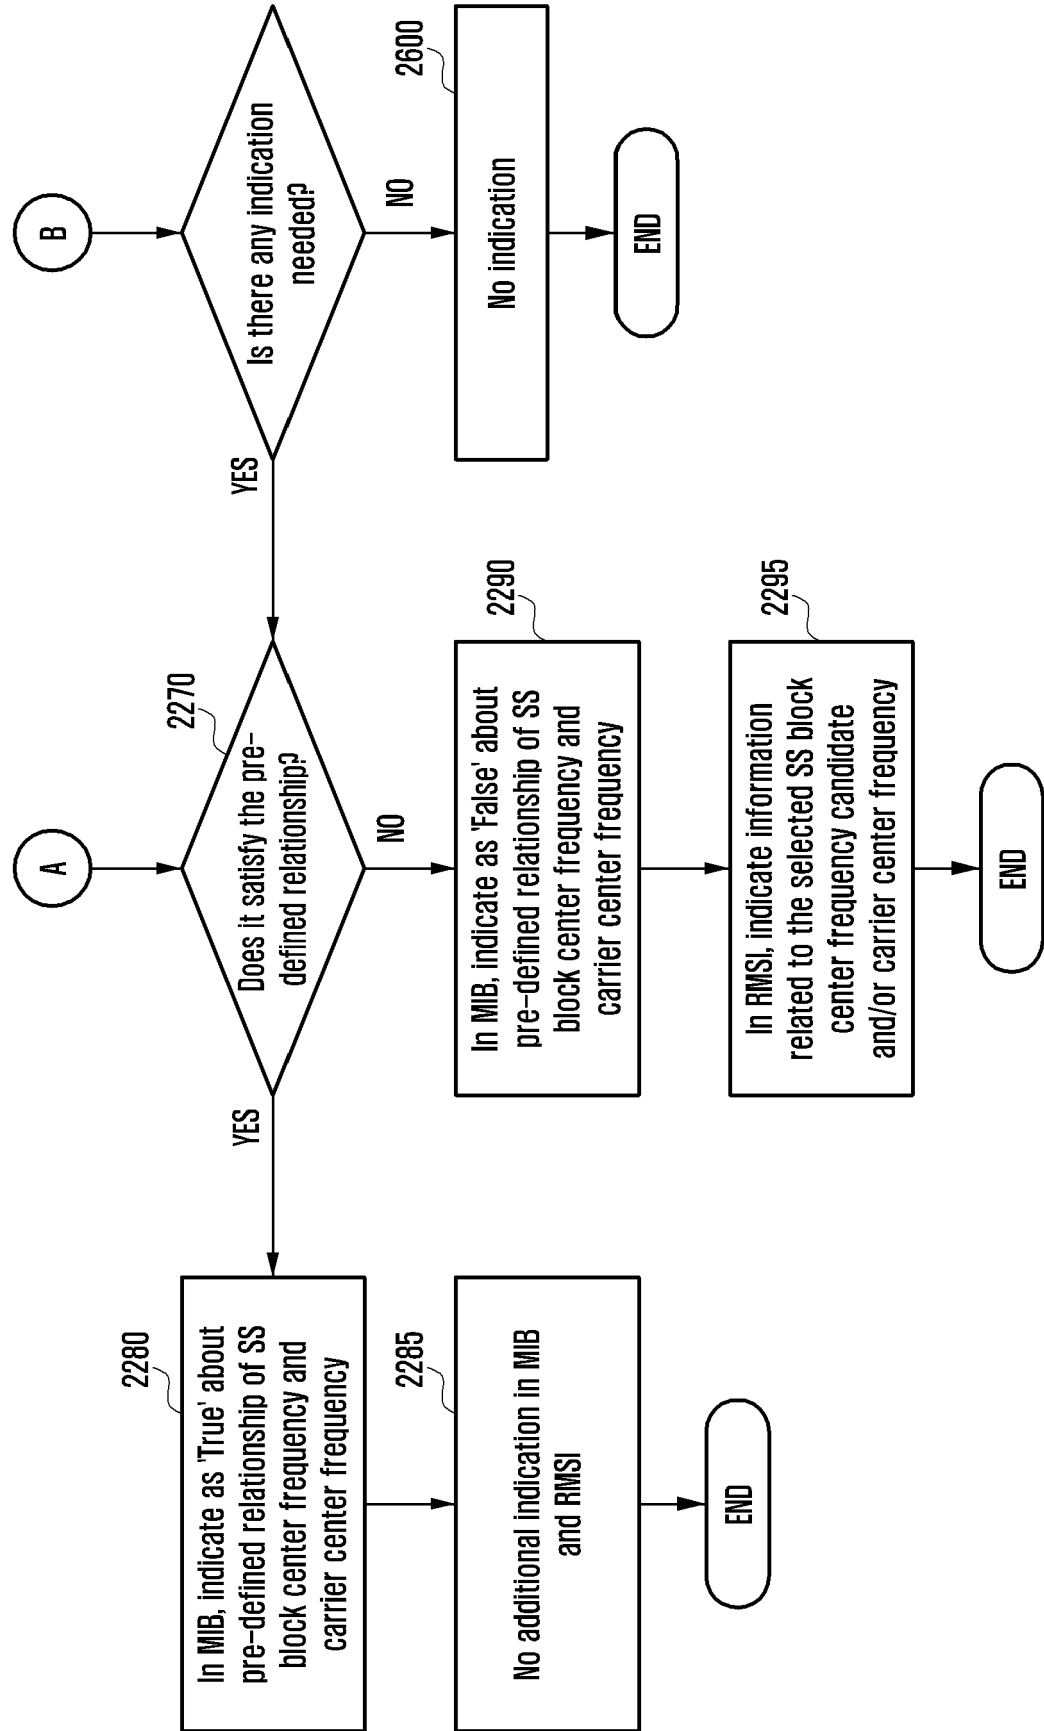 A
B
2270
Does it satisfy the pre-
defined relationship?
YES
NO
Is there any indication
needed?
YES
NO
2280
In MIB, indicate as 'True' about
pre-defined relationship of SS
block center frequency and
carrier center frequency
2285
No additional indication in MIB
and RMSI
END
2290
In MIB, indicate as 'False' about
pre-defined relationship of SS
block center frequency and
carrier center frequency
2295
In RMSI, indicate information
related to the selected SS block
center frequency candidate
and/or carrier center frequency
END
2600
No indication
END